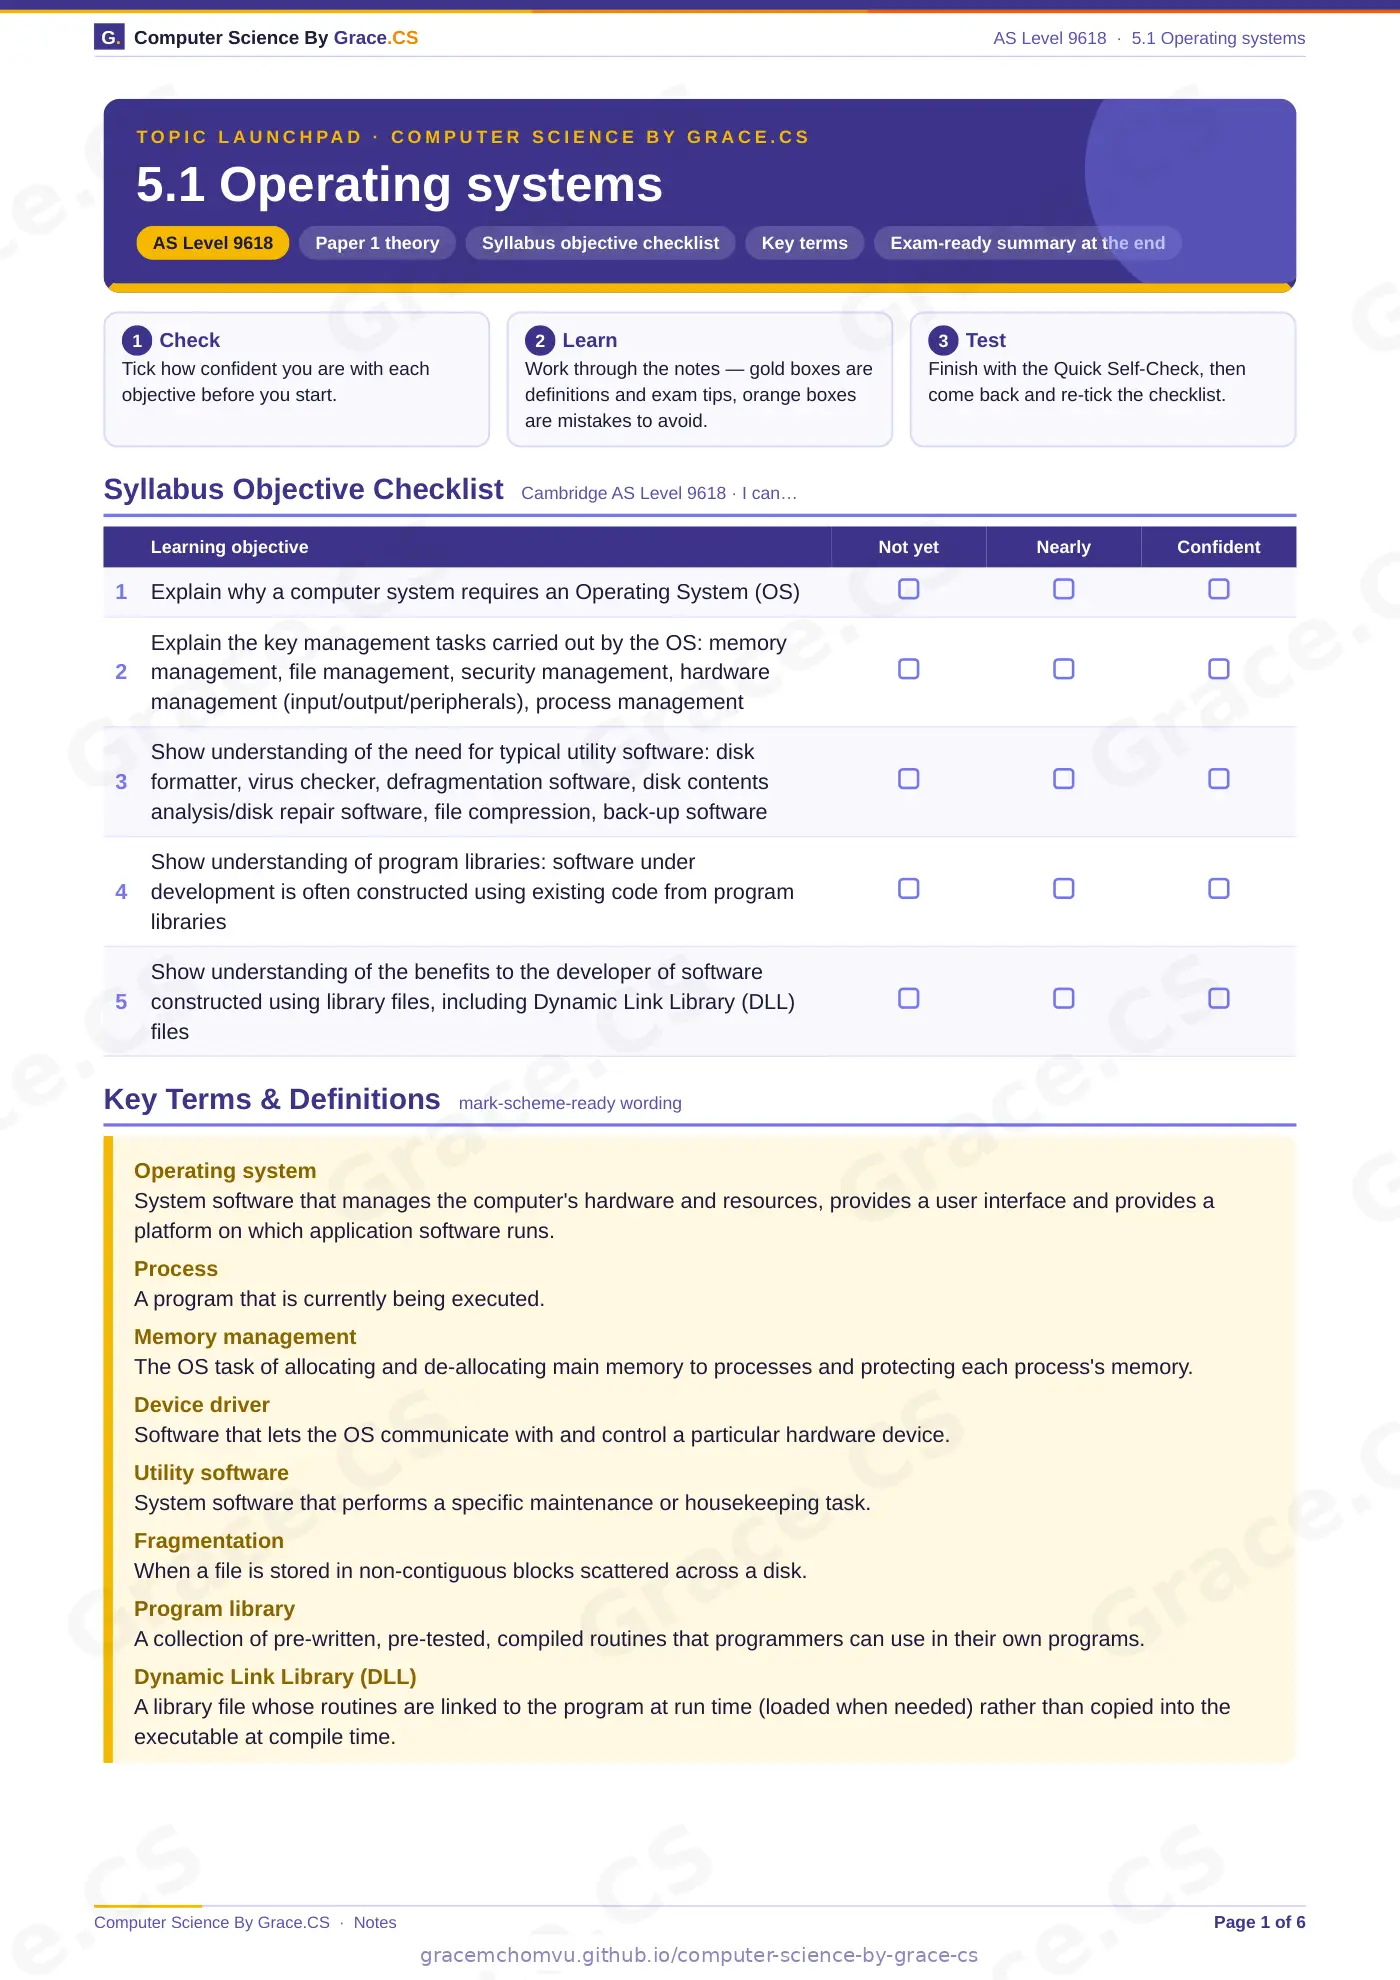 G. Computer Science By Grace.CS
AS Level 9618 · 5.1 Operating systems
TOPIC LAUNCHPAD · COMPUTER SCIENCE BY GRACE.CS
5.1 Operating systems
AS Level 9618 Paper 1 theory Syllabus objective checklist Key terms Exam-ready summary at the end
1 Check
Tick how confident you are with each
objective before you start.
2 Learn
Work through the notes — gold boxes are
definitions and exam tips, orange boxes
are mistakes to avoid.
3 Test
Finish with the Quick Self-Check, then
come back and re-tick the checklist.
Syllabus Objective Checklist Cambridge AS Level 9618 · I can…
Learning objective Not yet Nearly Confident
1 Explain why a computer system requires an Operating System (OS)
Explain the key management tasks carried out by the OS: memory
2 management, file management, security management, hardware
management (input/output/peripherals), process management
Show understanding of the need for typical utility software: disk
3 formatter, virus checker, defragmentation software, disk contents
analysis/disk repair software, file compression, back-up software
Show understanding of program libraries: software under
4 development is often constructed using existing code from program
libraries
Show understanding of the benefits to the developer of software
5 constructed using library files, including Dynamic Link Library (DLL)
files
Key Terms & Definitions mark-scheme-ready wording
Operating system
System software that manages the computer's hardware and resources, provides a user interface and provides a
platform on which application software runs.
Process
A program that is currently being executed.
Memory management
The OS task of allocating and de-allocating main memory to processes and protecting each process's memory.
Device driver
Software that lets the OS communicate with and control a particular hardware device.
Utility software
System software that performs a specific maintenance or housekeeping task.
Fragmentation
When a file is stored in non-contiguous blocks scattered across a disk.
Program library
A collection of pre-written, pre-tested, compiled routines that programmers can use in their own programs.
Dynamic Link Library (DLL)
A library file whose routines are linked to the program at run time (loaded when needed) rather than copied into the
executable at compile time.
Computer Science By Grace.CS · Notes
Page 1 of 6
gracemchomvu.github.io/computer-science-by-grace-cs